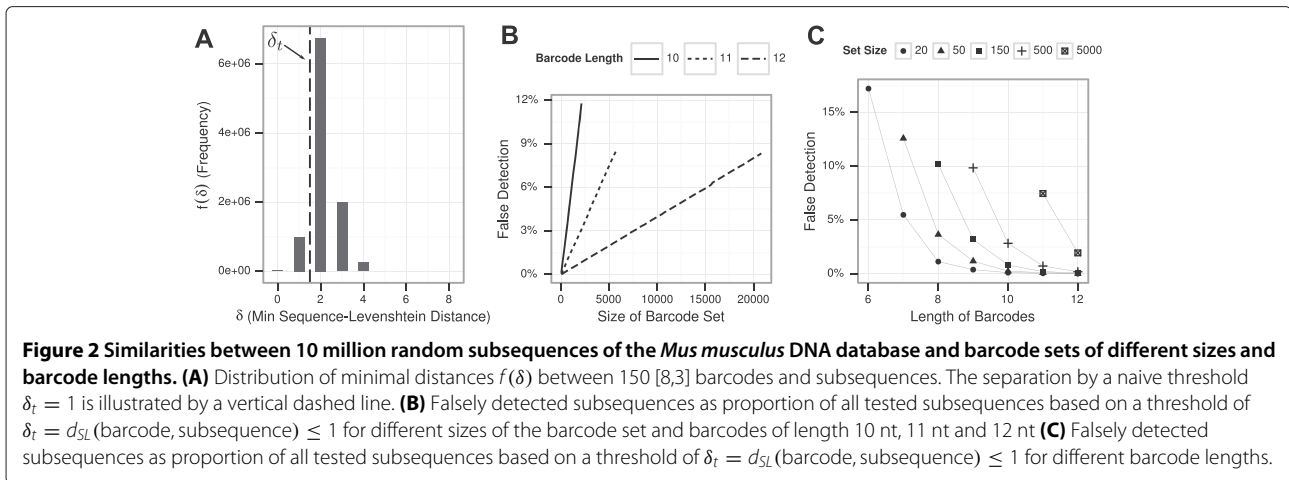 A
δt
f(δ) (Frequency)
6e+06
4e+06
2e+06
0e+00
0 2 4 6 8
δ (Min Sequence-Levenshtein Distance)
B
Barcode Length 10 11 12
False Detection
12%
9%
6%
3%
0%
0 5000 10000 15000 20000
Size of Barcode Set
C
Set Size 20 50 150 500 5000
False Detection
15%
10%
5%
0%
6 8 10 12
Length of Barcodes
Figure 2 Similarities between 10 million random subsequences of the Mus musculus DNA database and barcode sets of different sizes and
barcode lengths. (A) Distribution of minimal distances f(δ) between 150 [8,3] barcodes and subsequences. The separation by a naive threshold
δt = 1 is illustrated by a vertical dashed line. (B) Falsely detected subsequences as proportion of all tested subsequences based on a threshold of
δt = dSL(barcode, subsequence) ≤ 1 for different sizes of the barcode set and barcodes of length 10 nt, 11 nt and 12 nt (C) Falsely detected
subsequences as proportion of all tested subsequences based on a threshold of δt = dSL(barcode, subsequence) ≤ 1 for different barcode lengths.